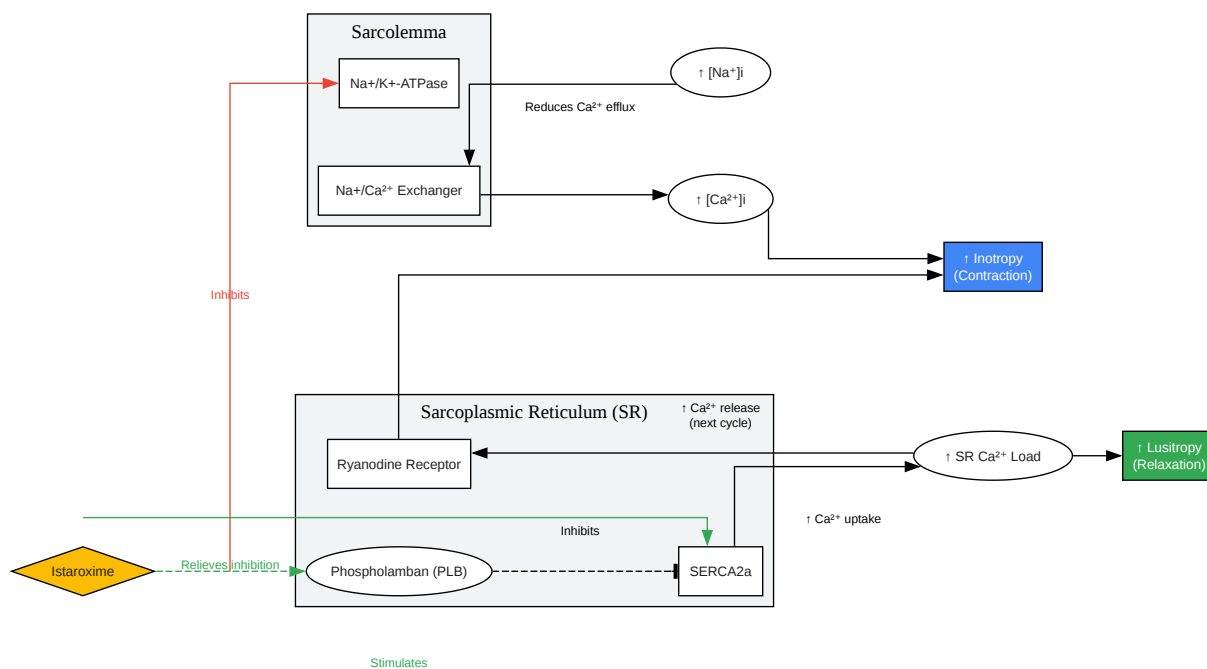 Sarcolemma
Na+/K+-ATPase
↑ [Na⁺]i
Reduces Ca²⁺ efflux
Na+/Ca²⁺ Exchanger
↑ [Ca²⁺]i
↑ Inotropy
(Contraction)
Inhibits
Sarcoplasmic Reticulum (SR)
↑ Ca²⁺ release
(next cycle)
Ryanodine Receptor
↑ SR Ca²⁺ Load
↑ Lusitropy
(Relaxation)
↑ Ca²⁺ uptake
Inhibits
Istaroxime
Relieves inhibition
Phospholamban (PLB)
SERCA2a
Stimulates